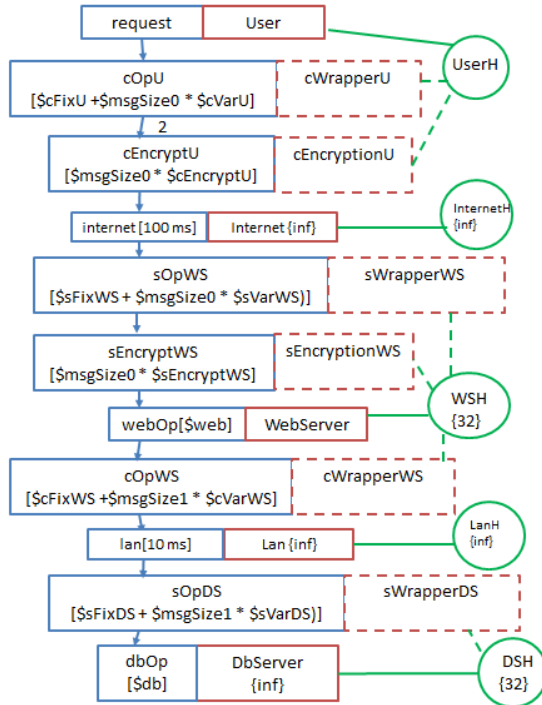 request
User
UserH
cOpU
[$cFixU +$msgSize0 * $cVarU]
cWrapperU
2
cEncryptU
[$msgSize0 * $cEncryptU]
cEncryptionU
internet [100 ms]
Internet {inf}
InternetH
{inf}
sOpWS
[$sFixWS + $msgSize0 * $sVarWS)]
sWrapperWS
sEncryptWS
[$msgSize0 * $sEncryptWS]
sEncryptionWS
webOp[$web]
WebServer
WSH
{32}
cOpWS
[$cFixWS +$msgSize1 * $cVarWS]
cWrapperWS
lan[10 ms]
Lan {inf}
LanH
{inf}
sOpDS
[$sFixDS + $msgSize1 * $sVarDS)]
sWrapperDS
dbOp
[$db]
DbServer
{inf}
DSH
{32}